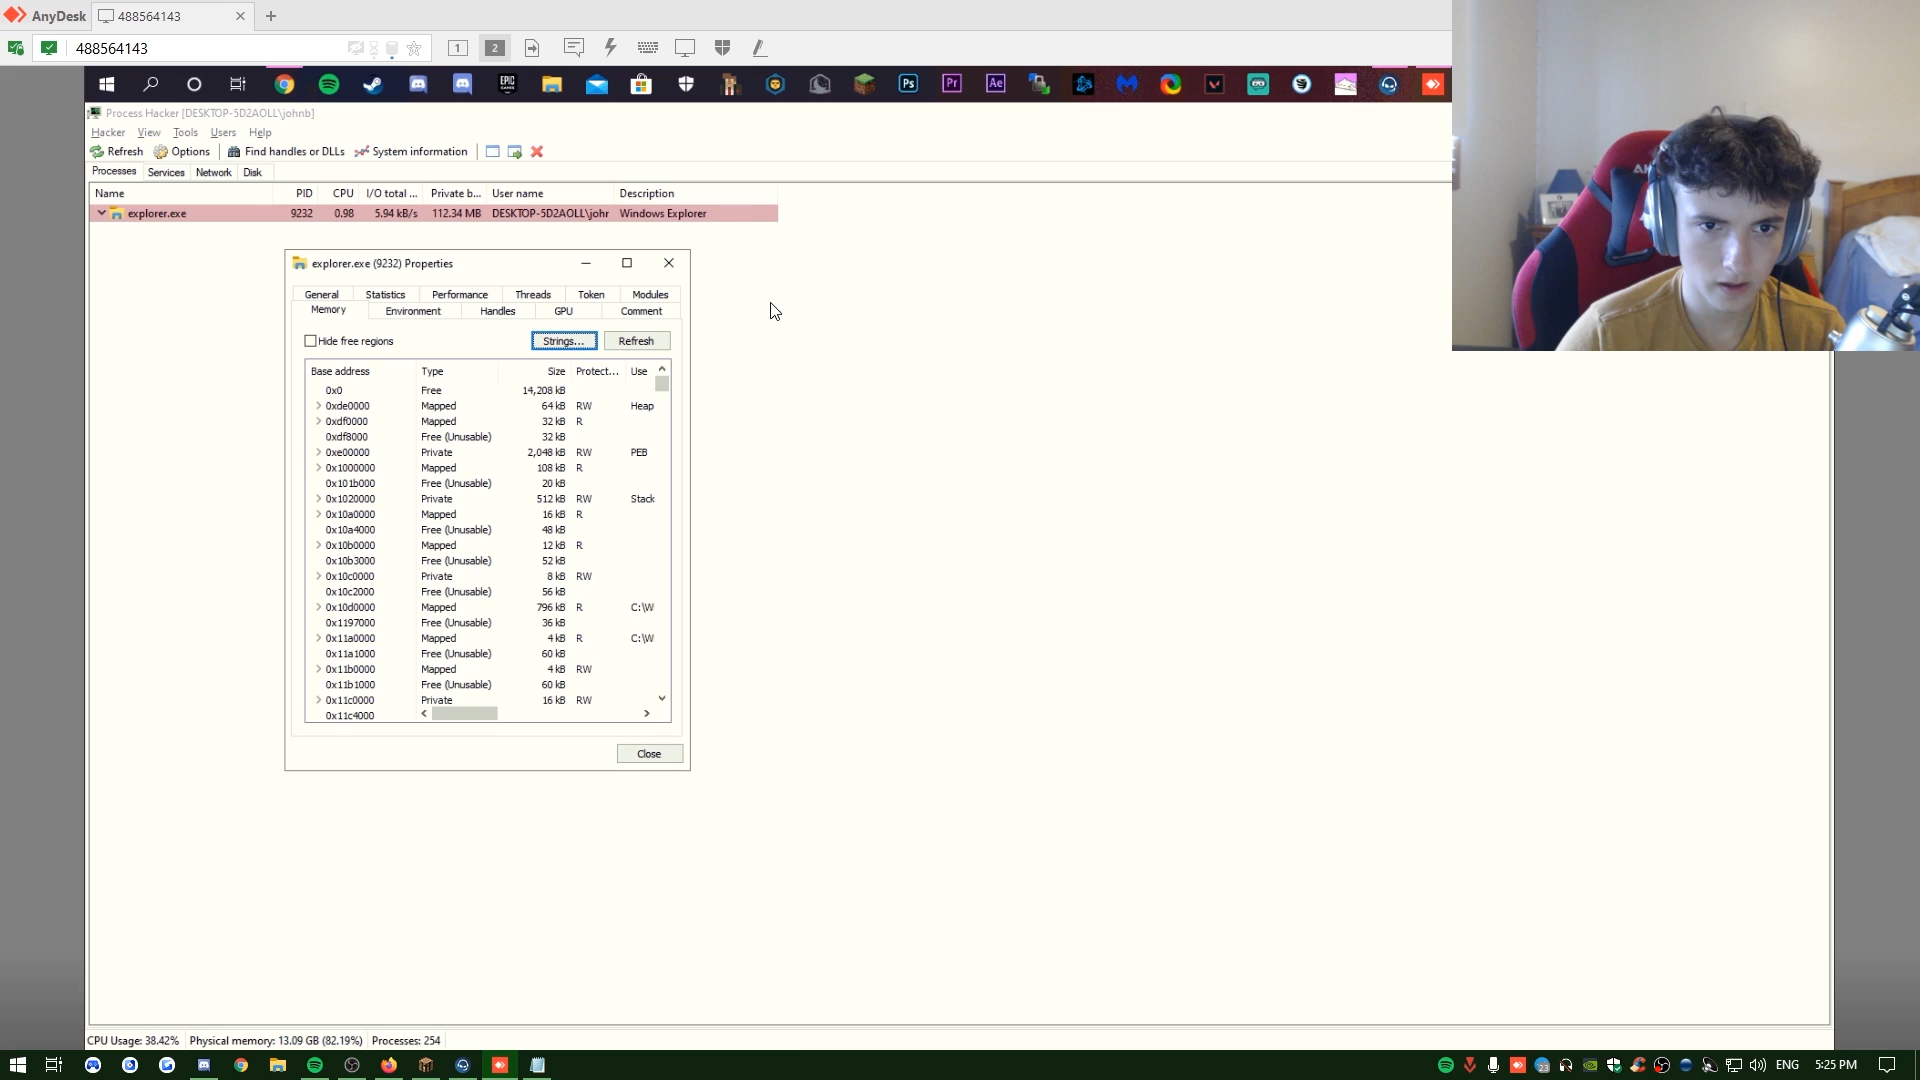 AnyDesk
488564143
488564143
1
2
EPIC
GAMES
Ps
Pr
Ae
Process Hacker [DESKTOP-5D2AOLL\johnb]
Hacker View Tools Users Help
Refresh Options Find handles or DLLs System information
Processes Services Network Disk
Name PID CPU I/O total ... Private b... User name Description
explorer.exe 9232 0.98 5.94 kB/s 112.34 MB DESKTOP-5D2AOLL\johr Windows Explorer
explorer.exe (9232) Properties
General Statistics Performance Threads Token Modules
Memory Environment Handles GPU Comment
Hide free regions Strings... Refresh
Base address Type Size Protect... Use
0x0 Free 14,208 kB
0xde0000 Mapped 64 kB RW Heap
0xdf0000 Mapped 32 kB R
0xdf8000 Free (Unusable) 32 kB
0xe00000 Private 2,048 kB RW PEB
0x1000000 Mapped 108 kB R
0x101b000 Free (Unusable) 20 kB
0x1020000 Private 512 kB RW Stack
0x10a0000 Mapped 16 kB R
0x10a4000 Free (Unusable) 48 kB
0x10b0000 Mapped 12 kB R
0x10b3000 Free (Unusable) 52 kB
0x10c0000 Private 8 kB RW
0x10c2000 Free (Unusable) 56 kB
0x10d0000 Mapped 796 kB R C:\W
0x1197000 Free (Unusable) 36 kB
0x11a0000 Mapped 4 kB R C:\W
0x11a1000 Free (Unusable) 60 kB
0x11b0000 Mapped 4 kB RW
0x11b1000 Free (Unusable) 60 kB
0x11c0000 Private 16 kB RW
0x11c4000
Close
CPU Usage: 38.42% Physical memory: 13.09 GB (82.19%) Processes: 254
23
ENG 5:25 PM